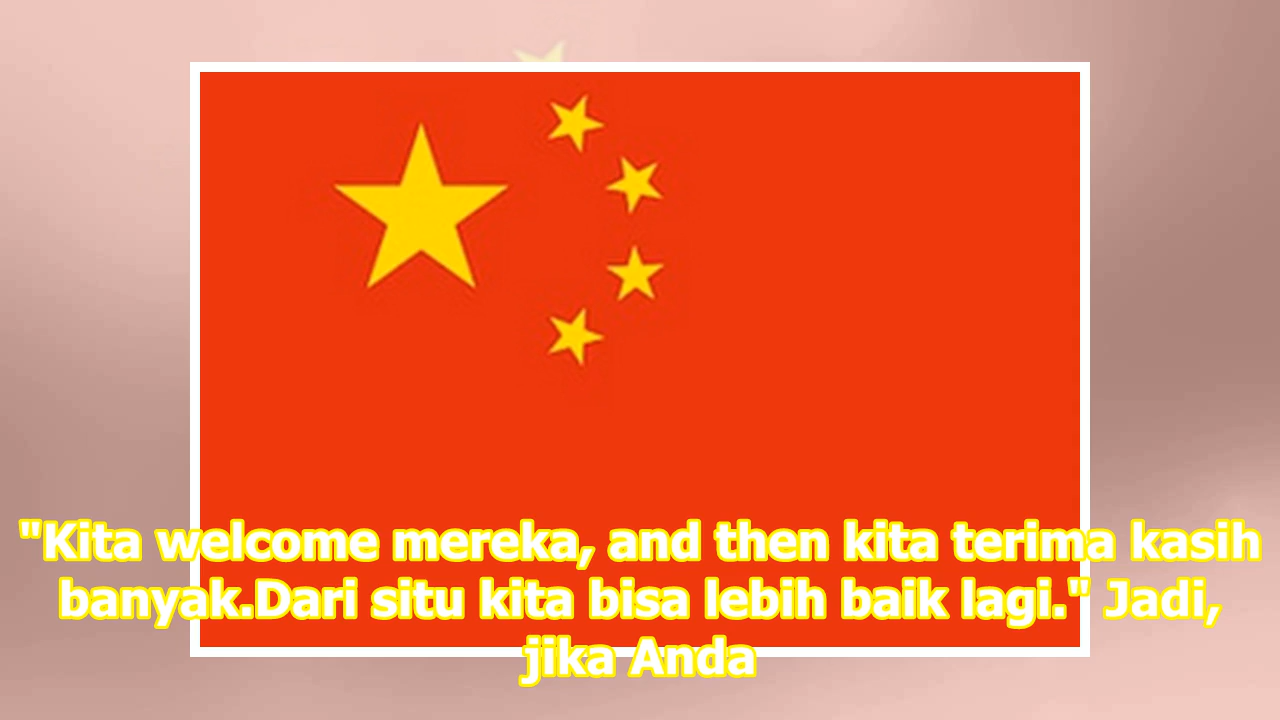 "Kita welcome mereka, and then kita terima kasih
banyak.Dari situ kita bisa lebih baik lagi." Jadi,
jika Anda